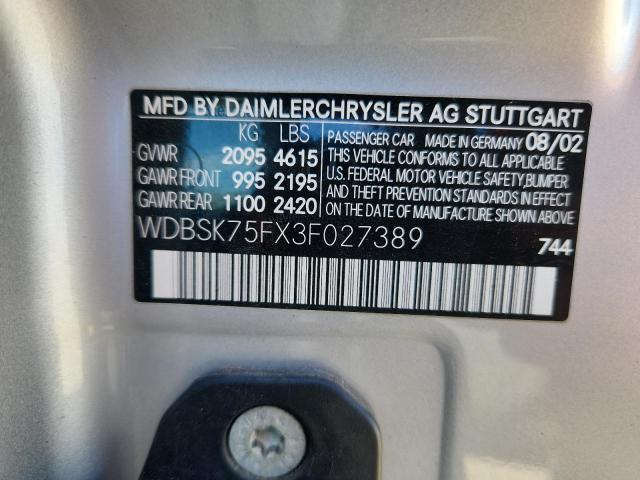 MFD BY DAIMLERCHRYSLER AG STUTTGART
KG LBS
GVWR 2095 4615
GAWR FRONT 995 2195
GAWR REAR 1100 2420
PASSENGER CAR MADE IN GERMANY 08/02
THIS VEHICLE CONFORMS TO ALL APPLICABLE
U.S. FEDERAL MOTOR VEHICLE SAFETY,BUMPER
AND THEFT PREVENTION STANDARDS IN EFFECT
ON THE DATE OF MANUFACTURE SHOWN ABOVE
WDBSK75FX3F027389
744